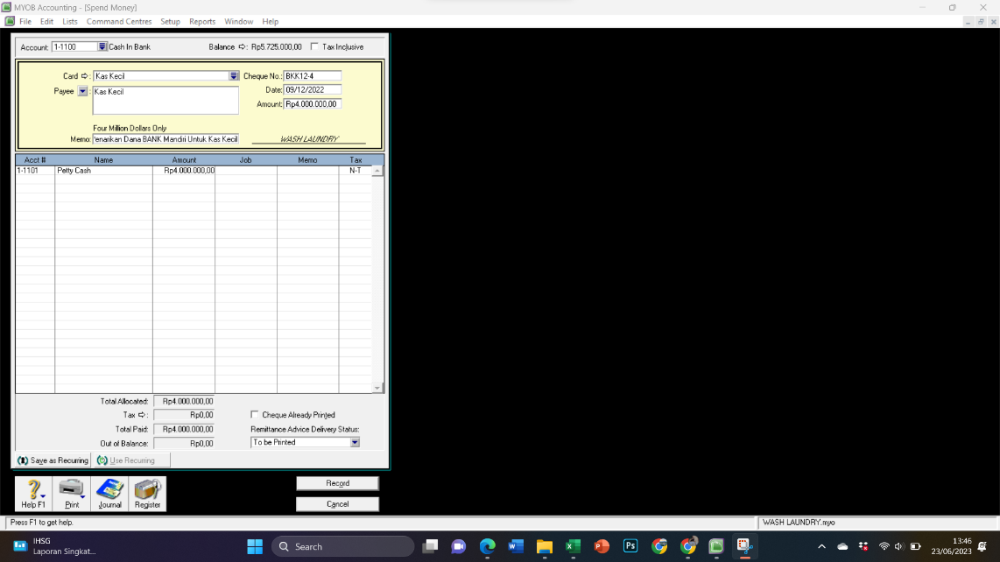 MYOB Accounting - [Spend Money]
File Edit Lists Command Centres Setup Reports Window Help
Account: 1-1100 Cash In Bank Balance ⇨: Rp5.725.000,00 Tax Inclusive
Card ⇨: Kas Kecil Cheque No.: BKK12-4
Payee : Kas Kecil Date: 09/12/2022
Amount: Rp4.000.000,00
Four Million Dollars Only
Memo: 'enarikan Dana BANK Mandiri Untuk Kas Kecil WASH LAUNDRY
Acct # Name Amount Job Memo Tax
1-1101 Petty Cash Rp4.000.000,00 N-T
Total Allocated: Rp4.000.000,00
Tax ⇨: Rp0,00 Cheque Already Printed
Total Paid: Rp4.000.000,00 Remittance Advice Delivery Status:
Out of Balance: Rp0,00 To be Printed
Save as Recurring Use Recurring
Record
Help F1 Print Journal Register Cancel
Press F1 to get help. WASH LAUNDRY.myo
IHSG
Laporan Singkat...
Search
13:46
23/06/2023